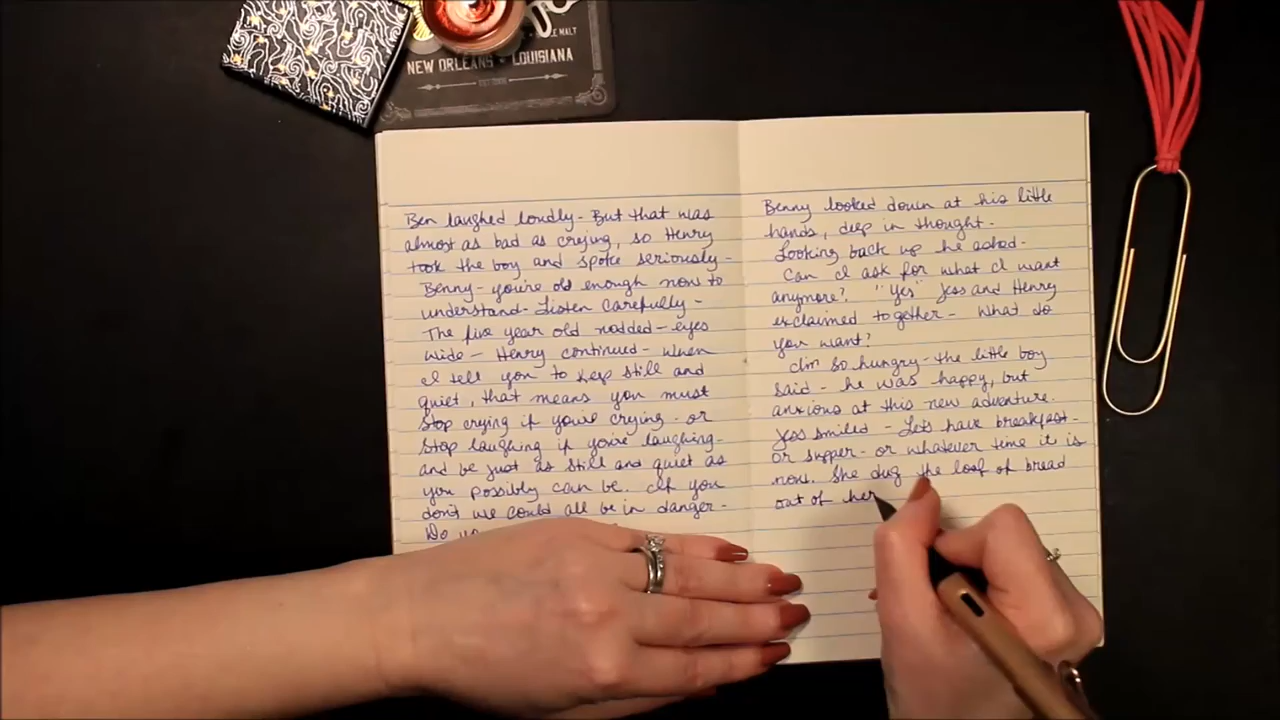 LE MALT
NEW ORLEANS LOUISIANA
Ben laughed loudly - But that was
almost as bad as crying, so Henry
took the boy and spoke seriously -
Benny - you're old enough now to
understand - Listen carefully -
The five year old nodded - eyes
wide - Henry continued - When
I tell you to keep still and
quiet, that means you must
stop crying if you're crying - or
stop laughing if you're laughing -
and be just as still and quiet as
you possibly can be. If you
don't we could all be in danger -
Do
Benny looked down at his little
hands, deep in thought -
Looking back up he asked -
Can I ask for what I want
anymore? "Yes" Jess and Henry
exclaimed together - What do
you want?
I'm so hungry - the little boy
said - he was happy, but
anxious at this new adventure.
Jess smiled - Lets have breakfast -
or supper - or whatever time it is
now. She dug the loaf of bread
out of her